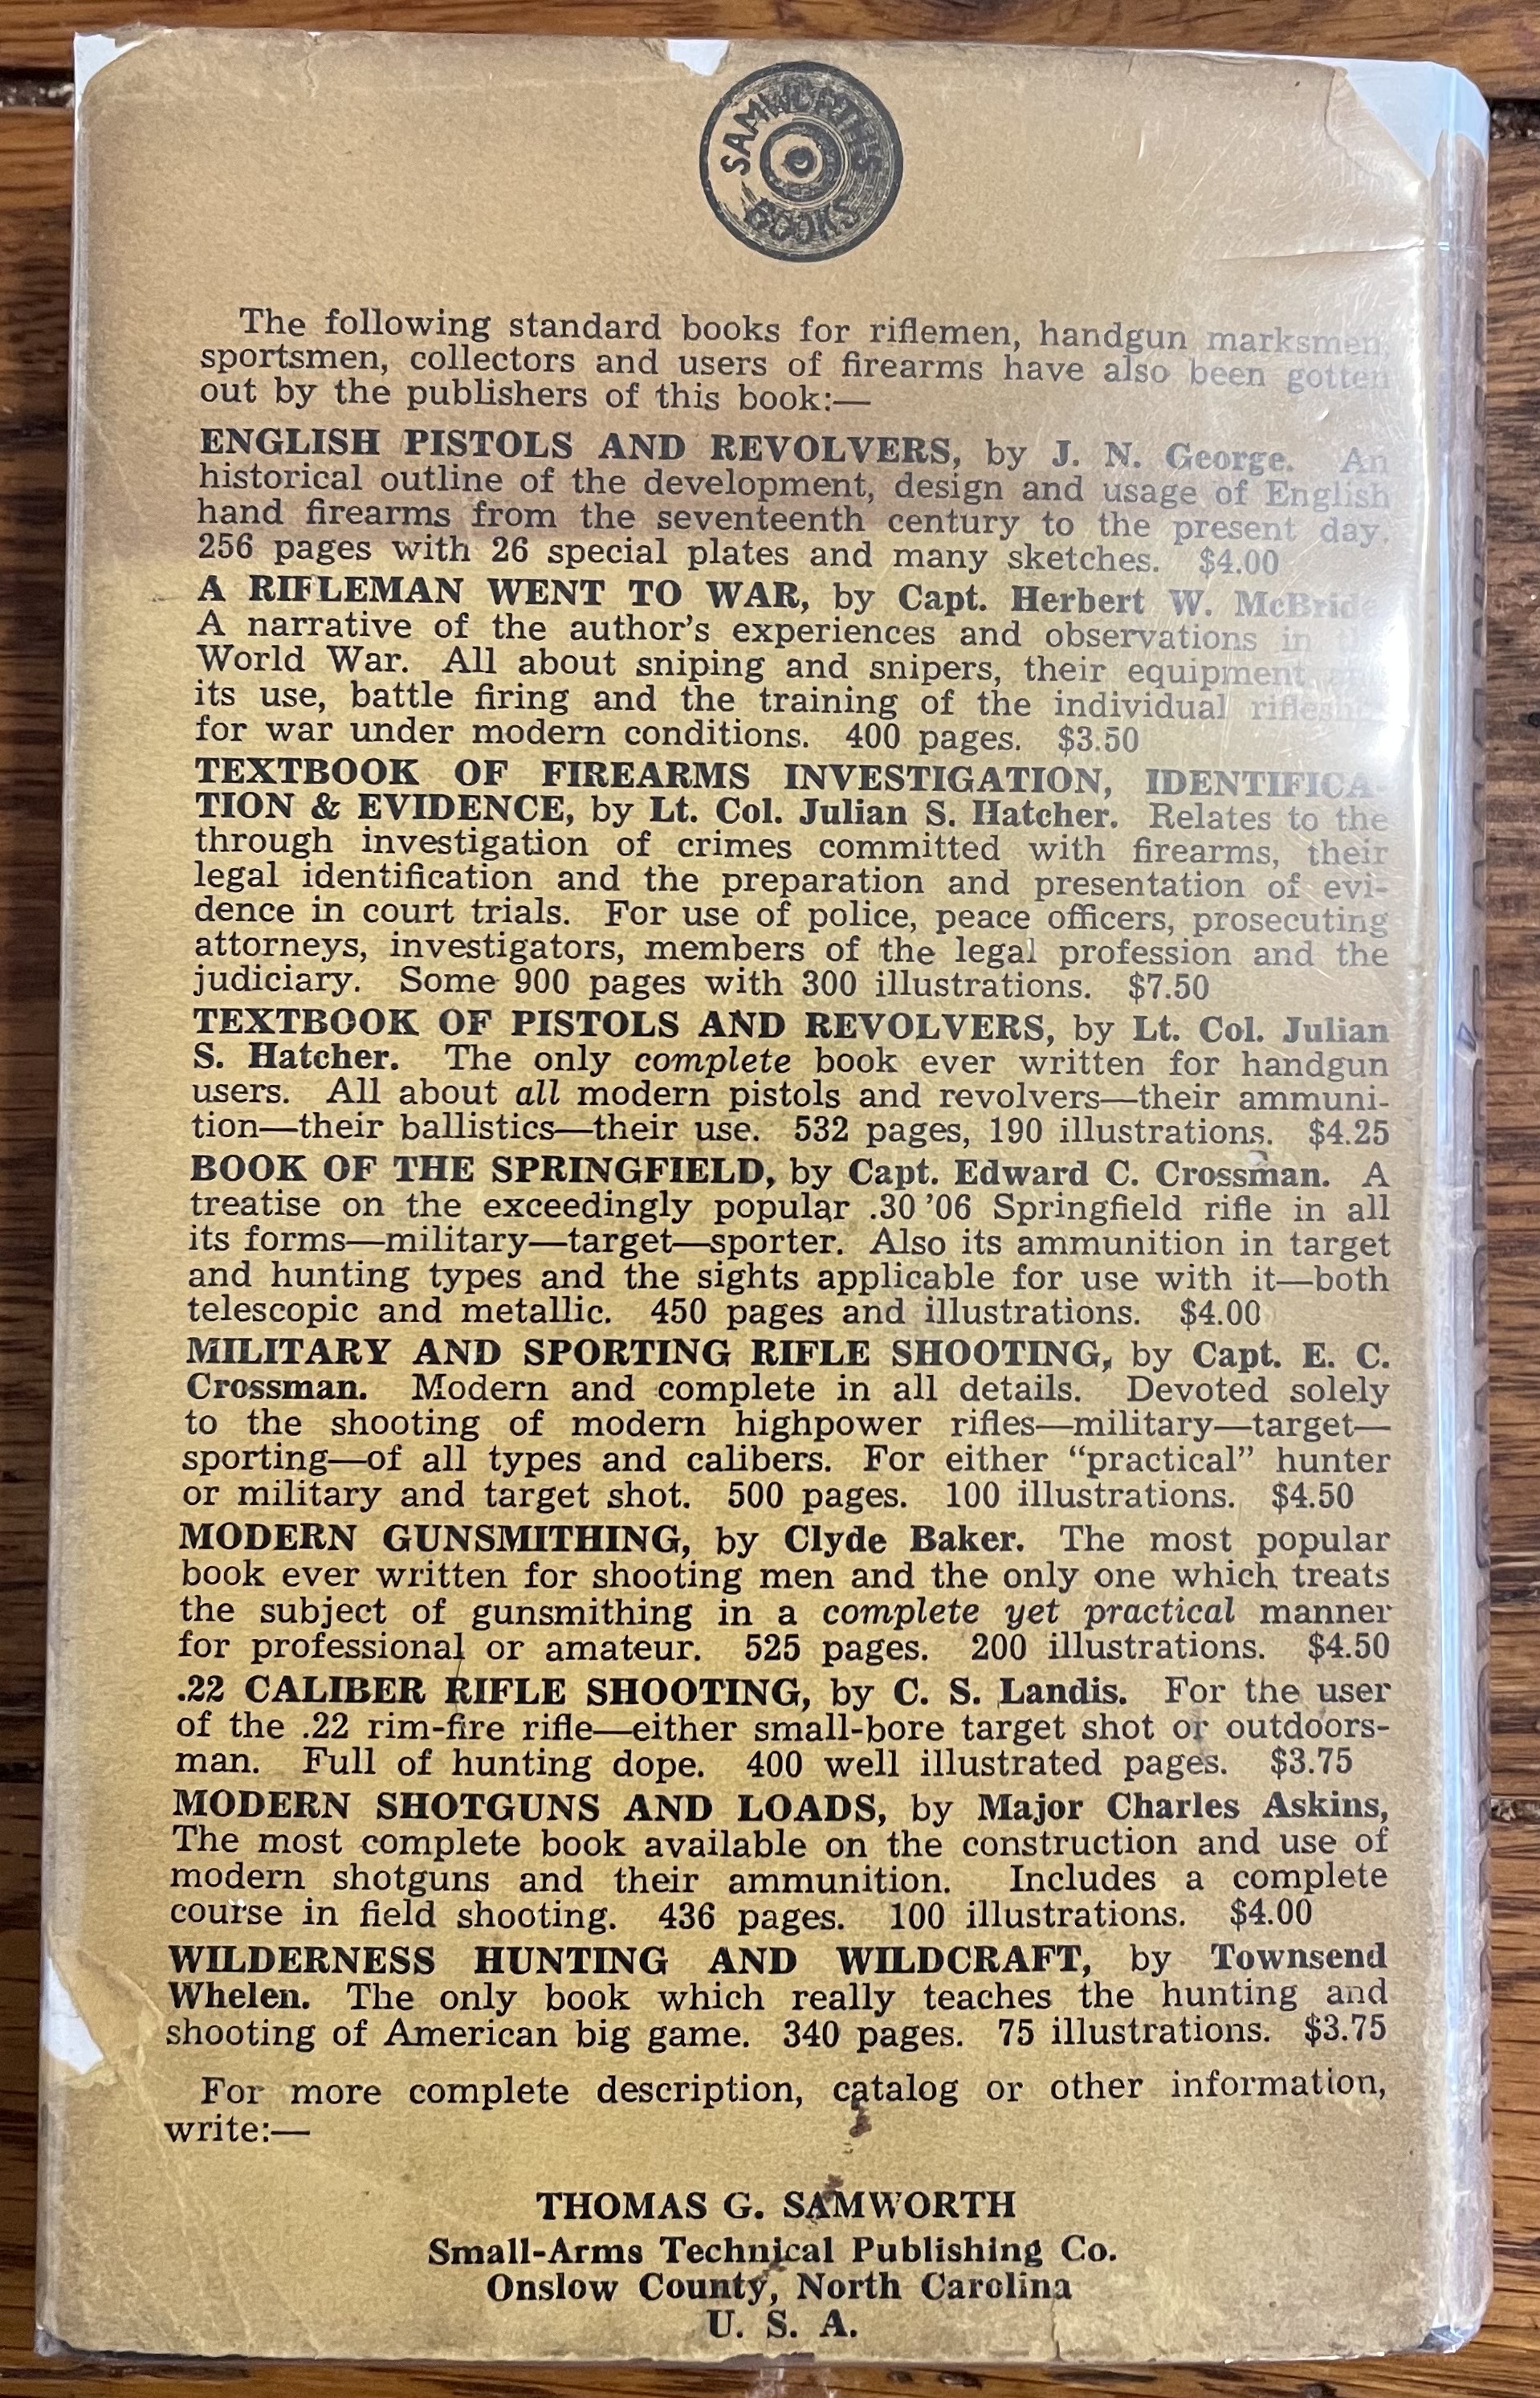 SAMWORTH'S
BOOKS
The following standard books for riflemen, handgun marksmen,
sportsmen, collectors and users of firearms have also been gotten
out by the publishers of this book:—
ENGLISH PISTOLS AND REVOLVERS, by J. N. George. An
historical outline of the development, design and usage of English
hand firearms from the seventeenth century to the present day.
256 pages with 26 special plates and many sketches. $4.00
A RIFLEMAN WENT TO WAR, by Capt. Herbert W. McBride
A narrative of the author's experiences and observations in
World War. All about sniping and snipers, their equipment
its use, battle firing and the training of the individual
for war under modern conditions. 400 pages. $3.50
TEXTBOOK OF FIREARMS INVESTIGATION, IDENTIFICA-
TION & EVIDENCE, by Lt. Col. Julian S. Hatcher. Relates to the
through investigation of crimes committed with firearms, their
legal identification and the preparation and presentation of evi-
dence in court trials. For use of police, peace officers, prosecuting
attorneys, investigators, members of the legal profession and the
judiciary. Some 900 pages with 300 illustrations. $7.50
TEXTBOOK OF PISTOLS AND REVOLVERS, by Lt. Col. Julian
S. Hatcher. The only complete book ever written for handgun
users. All about all modern pistols and revolvers—their ammuni-
tion—their ballistics—their use. 532 pages, 190 illustrations. $4.25
BOOK OF THE SPRINGFIELD, by Capt. Edward C. Crossman. A
treatise on the exceedingly popular .30 '06 Springfield rifle in all
its forms—military—target—sporter. Also its ammunition in target
and hunting types and the sights applicable for use with it—both
telescopic and metallic. 450 pages and illustrations. $4.00
MILITARY AND SPORTING RIFLE SHOOTING, by Capt. E. C.
Crossman. Modern and complete in all details. Devoted solely
to the shooting of modern highpower rifles—military—target—
sporting—of all types and calibers. For either “practical” hunter
or military and target shot. 500 pages. 100 illustrations. $4.50
MODERN GUNSMITHING, by Clyde Baker. The most popular
book ever written for shooting men and the only one which treats
the subject of gunsmithing in a complete yet practical manner
for professional or amateur. 525 pages. 200 illustrations. $4.50
.22 CALIBER RIFLE SHOOTING, by C. S. Landis. For the user
of the .22 rim-fire rifle—either small-bore target shot or outdoors-
man. Full of hunting dope. 400 well illustrated pages. $3.75
MODERN SHOTGUNS AND LOADS, by Major Charles Askins,
The most complete book available on the construction and use of
modern shotguns and their ammunition. Includes a complete
course in field shooting. 436 pages. 100 illustrations. $4.00
WILDERNESS HUNTING AND WILDCRAFT, by Townsend
Whelen. The only book which really teaches the hunting and
shooting of American big game. 340 pages. 75 illustrations. $3.75
For more complete description, catalog or other information,
write:—
THOMAS G. SAMWORTH
Small-Arms Technical Publishing Co.
Onslow County, North Carolina
U. S. A.